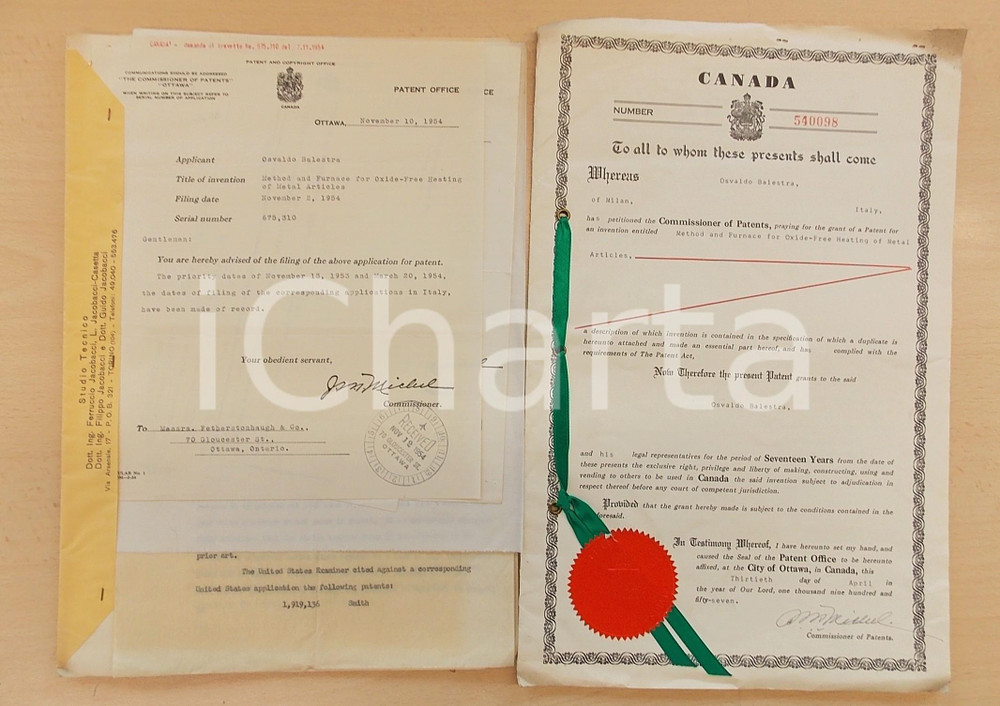 CANADA - domanda di brevetto No. 675,310 del 2.11.1954
PATENT AND COPYRIGHT OFFICE
COMMUNICATIONS SHOULD BE ADDRESSED
"THE COMMISSIONER OF PATENTS"
"OTTAWA"
WHEN WRITING ON THIS SUBJECT REFER TO
SERIAL NUMBER OF APPLICATION
CANADA
PATENT OFFICE
CE
OTTAWA, November 10, 1954
Applicant Osvaldo Balestra
Title of invention Method and Furnace for Oxide-Free Heating
of Metal Articles
Filing date November 2, 1954
Serial number 675,310
Gentlemen:
You are hereby advised of the filing of the above application for patent.
The priority dates of November 13, 1953 and March 20, 1954,
the dates of filing of the corresponding applications in Italy,
have been made of record.
Your obedient servant,
Commissioner.
To Messrs. Fetherstonhaugh & Co.,
70 Gloucester St.,
Ottawa, Ontario.
RECEIVED
NOV 12 1954
70 GLOUCESTER ST.
OTTAWA
Studio Tecnico
Dott. Ing. Ferruccio Jacobacci, L. Jacobacci-Casetta
Dott. Ing. Filippo Jacobacci e Dott. Guido Jacobacci
Via Arsenale, 17 - P.O.B. 321 - TORINO (104) - Telefoni: 49.040 - 553.476
prior art.
The United States Examiner cited against a corresponding
United States application the following patents:
1,919,136 Smith
CANADA
NUMBER 540098
To all to whom these presents shall come
Whereas Osvaldo Balestra,
of Milan, Italy,
has petitioned the Commissioner of Patents, praying for the grant of a Patent for
an invention entitled Method and Furnace for Oxide-Free Heating of Metal
Articles,
a description of which invention is contained in the specification of which a duplicate is
hereunto attached and made an essential part hereof, and has complied with the
requirements of The Patent Act,
Now Therefore the present Patent grants to the said
Osvaldo Balestra,
and his legal representatives for the period of Seventeen Years from the date of
these presents the exclusive right, privilege and liberty of making, constructing, using and
vending to others to be used in Canada the said invention subject to adjudication in
respect thereof before any court of competent jurisdiction.
Provided that the grant hereby made is subject to the conditions contained in the
foresaid.
In Testimony Whereof, I have hereunto set my hand, and
caused the Seal of the Patent Office to be hereunto
affixed, at the City of Ottawa, in Canada, this
Thirtieth day of April in
the year of Our Lord, one thousand nine hundred and
fifty-seven.
Commissioner of Patents.
iCharta